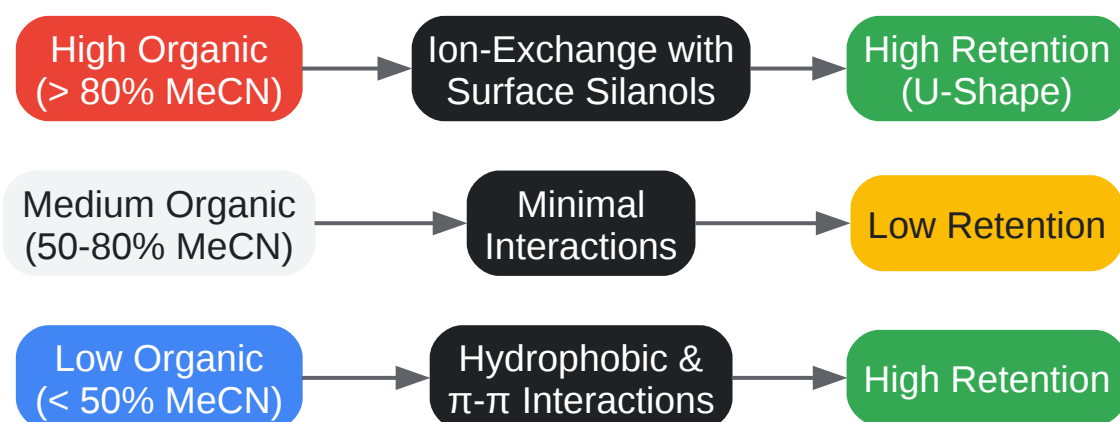 High Organic
(> 80% MeCN)
Ion-Exchange with
Surface Silanols
High Retention
(U-Shape)
Medium Organic
(50-80% MeCN)
Minimal
Interactions
Low Retention
Low Organic
(< 50% MeCN)
Hydrophobic &
π-π Interactions
High Retention